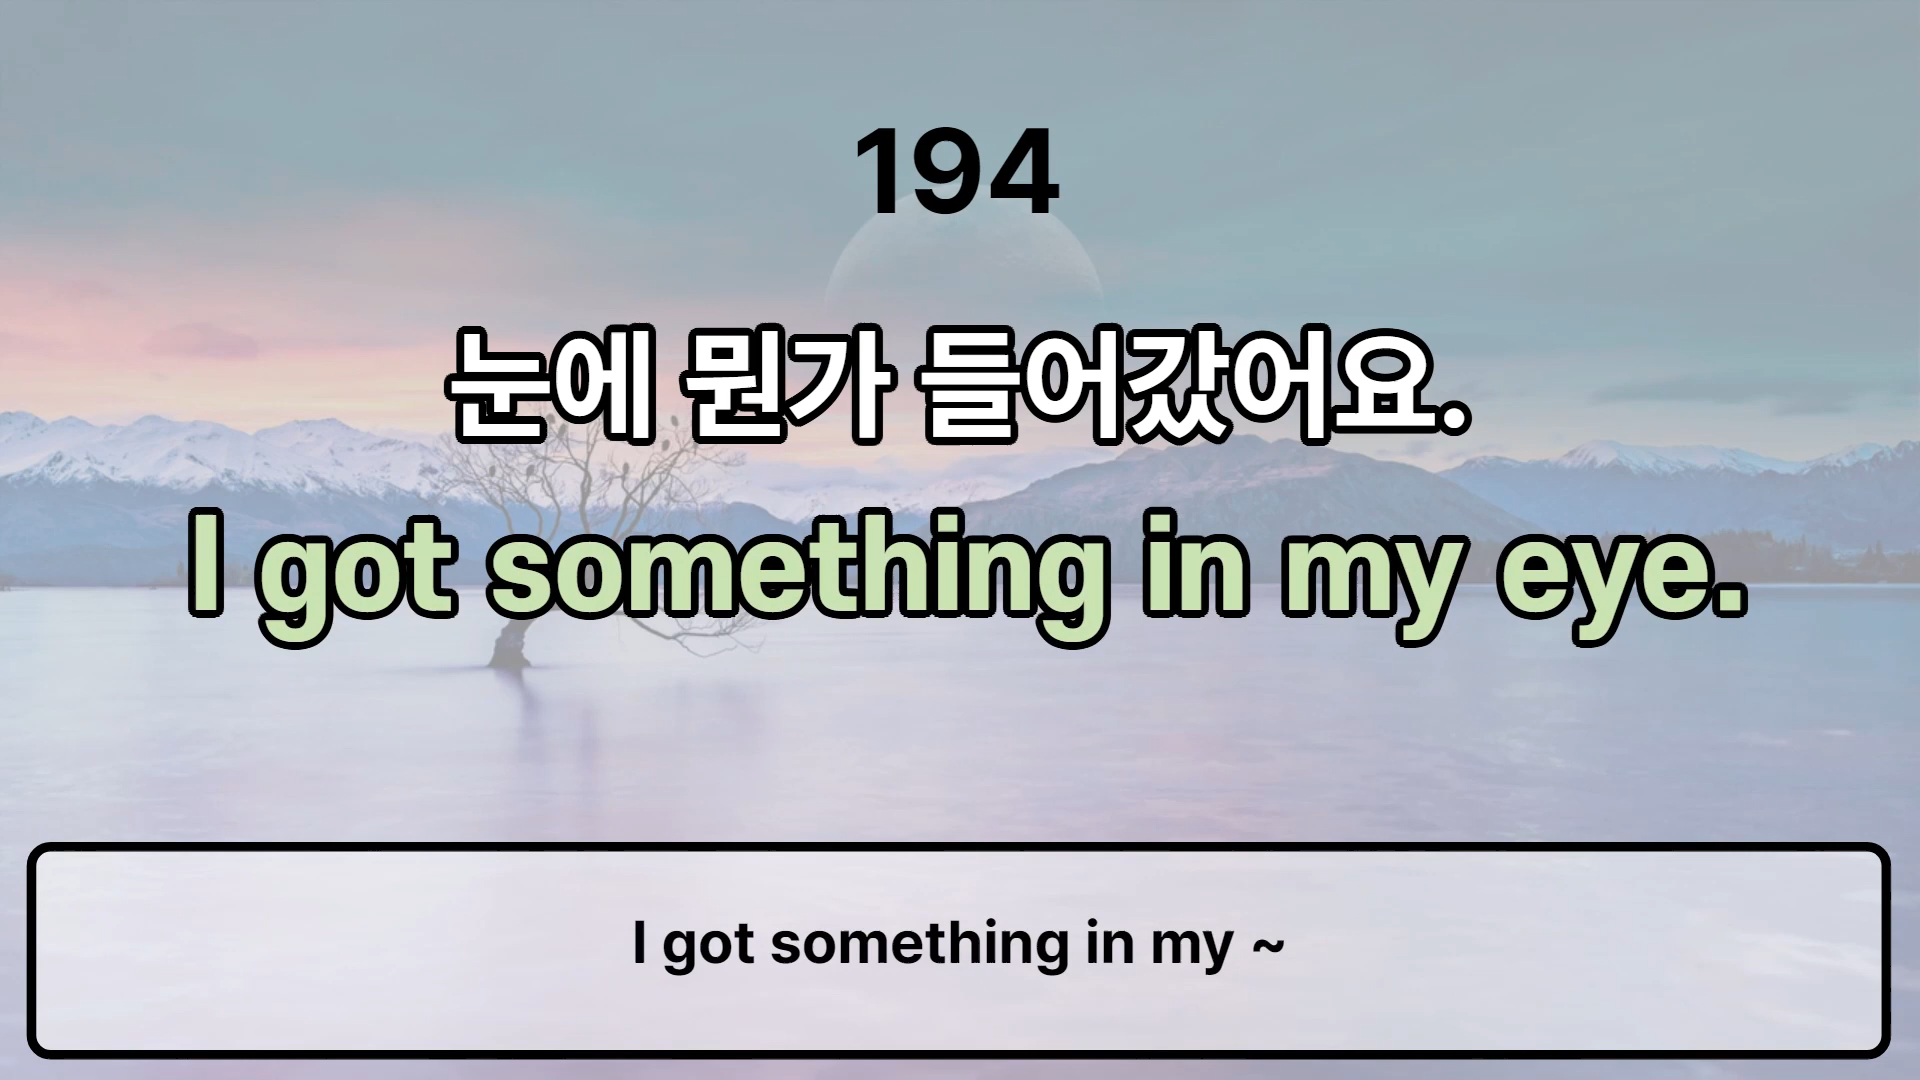 194
눈에 뭔가 들어갔어요.
I got something in my eye.
I got something in my ~